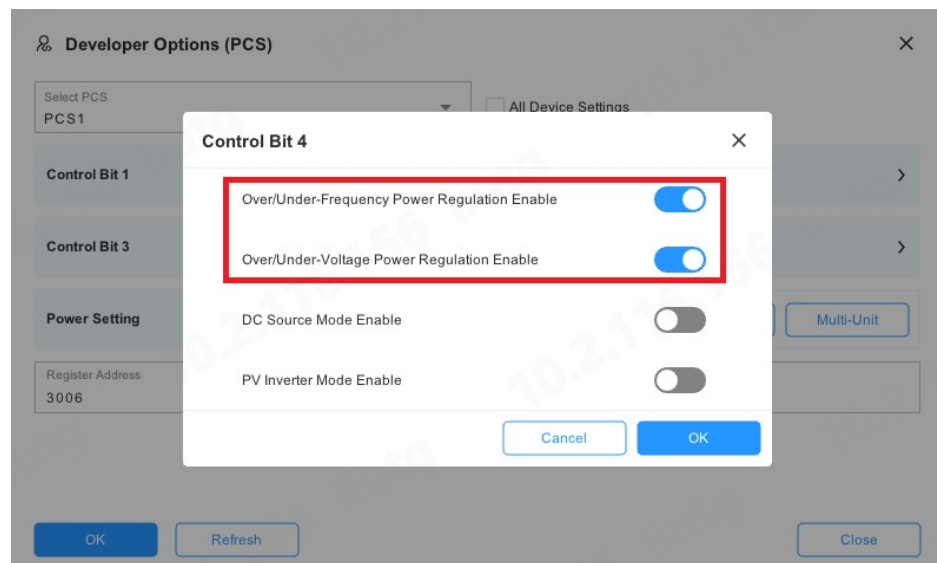 Developer Options (PCS)
Select PCS
PCS1
All Device Settings
Control Bit 4
Control Bit 1
Over/Under-Frequency Power Regulation Enable
Control Bit 3
Over/Under-Voltage Power Regulation Enable
Power Setting
DC Source Mode Enable
Multi-Unit
Register Address
3006
PV Inverter Mode Enable
Cancel
OK
OK
Refresh
Close